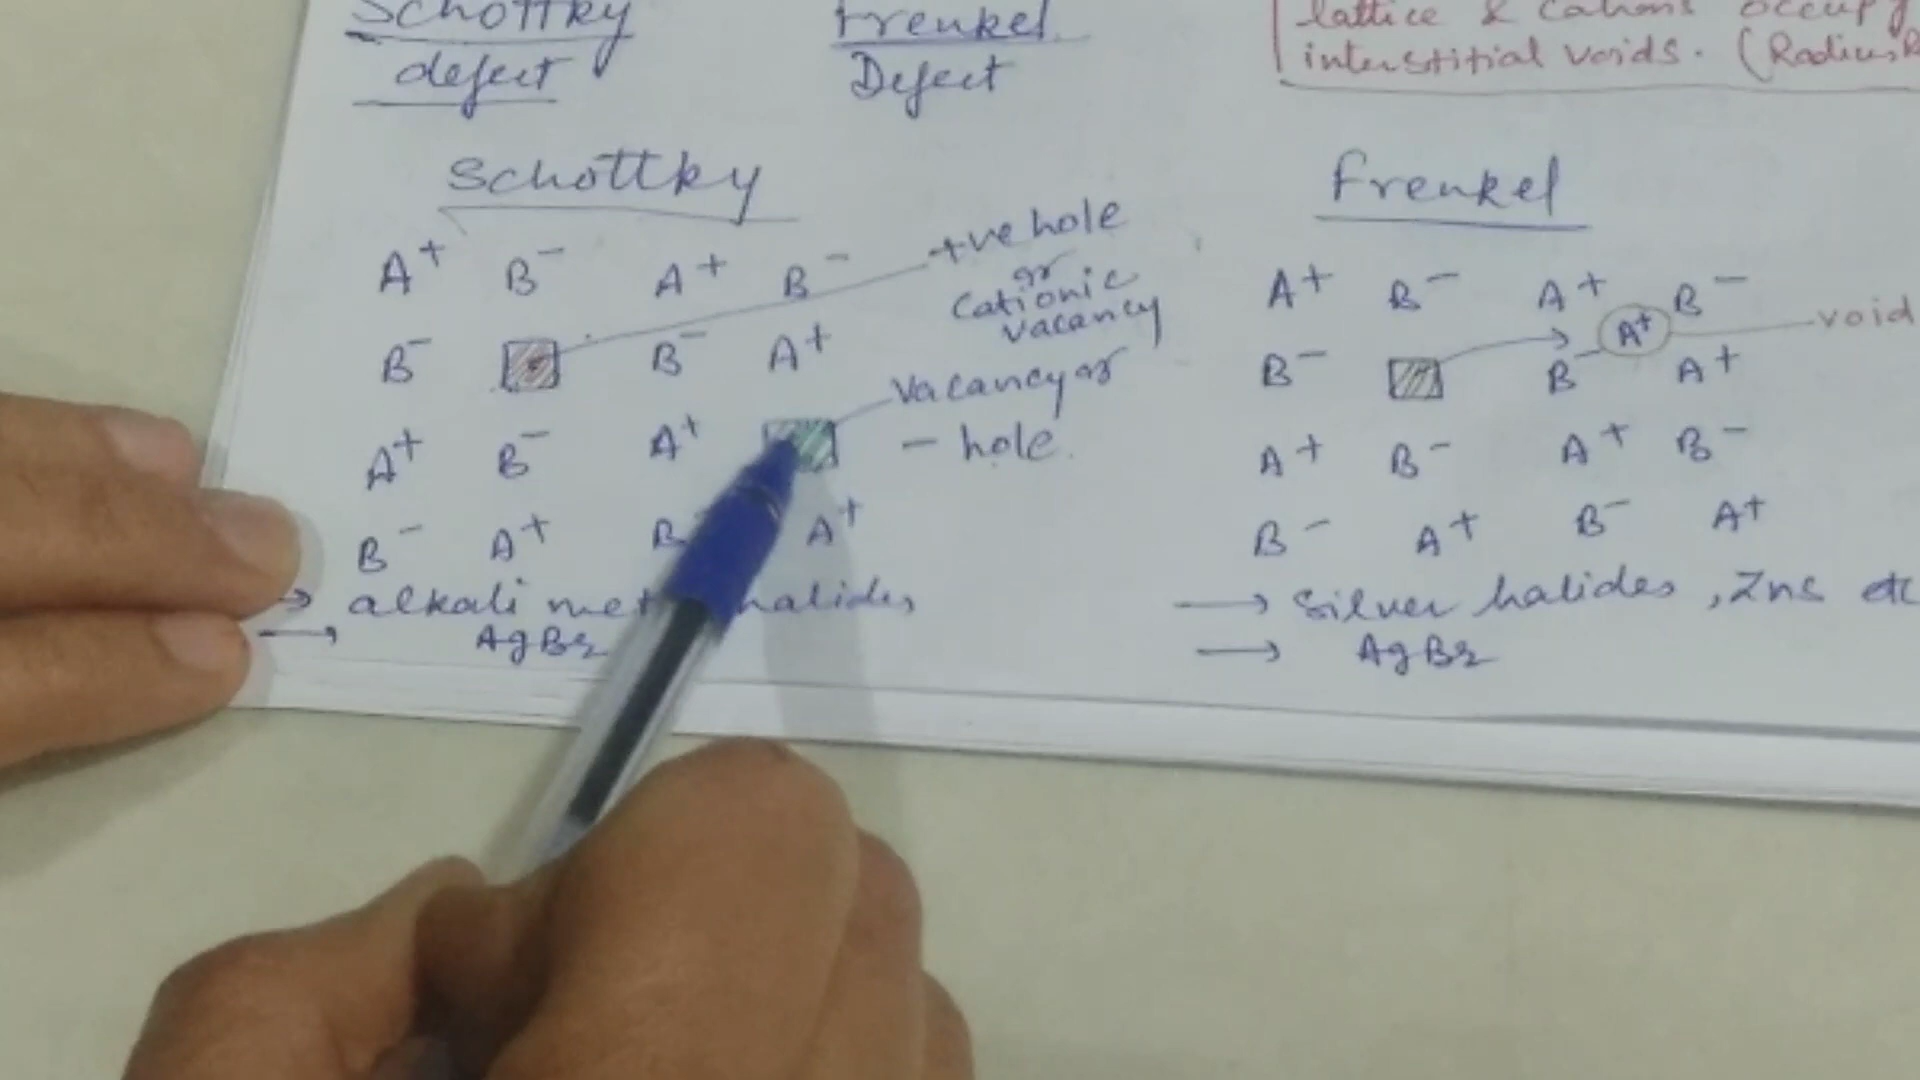 Schottky
defect
Frenkel
Defect
lattice & cations occupy
interstitial voids. (Radius
Schottky
A+ B- A+ B-
B- B- A+
A+ B- A+
B- A+ B A+
+ve hole
or
Cationic
vacancy
vacancy or
- hole.
→ alkali met halides
→ AgBr
Frenkel
A+ B- A+ B-
A+
void
B- B- A+
A+ B- A+ B-
B- A+ B- A+
→ Silver halides, Zns etc
→ AgBr